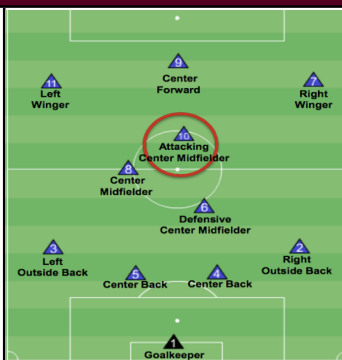 9
Center
Forward
11
Left
Winger
7
Right
Winger
10
Attacking
Center Midfielder
8
Center
Midfielder
6
Defensive
Center Midfielder
3
Left
Outside Back
2
Right
Outside Back
5
Center Back
4
Center Back
1
Goalkeeper